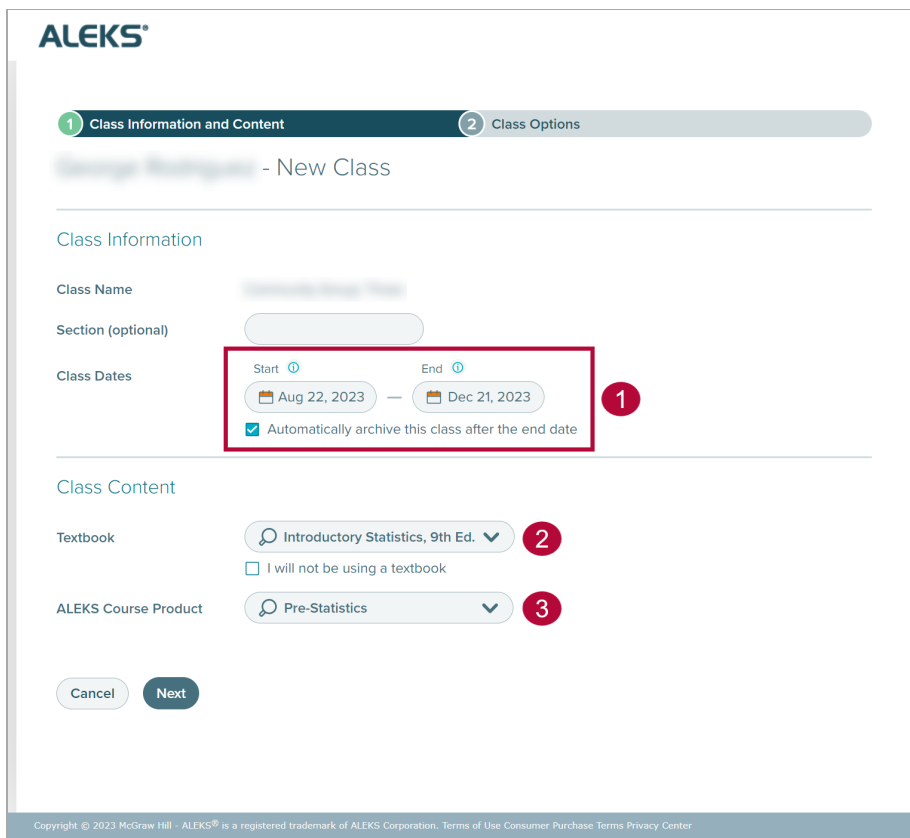 ALEKS®
1 Class Information and Content 2 Class Options
- New Class
Class Information
Class Name
Section (optional)
Class Dates
Start End
Aug 22, 2023 — Dec 21, 2023
1
Automatically archive this class after the end date
Class Content
Textbook Introductory Statistics, 9th Ed. 2
I will not be using a textbook
ALEKS Course Product Pre-Statistics 3
Cancel Next
Copyright © 2023 McGraw Hill - ALEKS® is a registered trademark of ALEKS Corporation. Terms of Use Consumer Purchase Terms Privacy Center